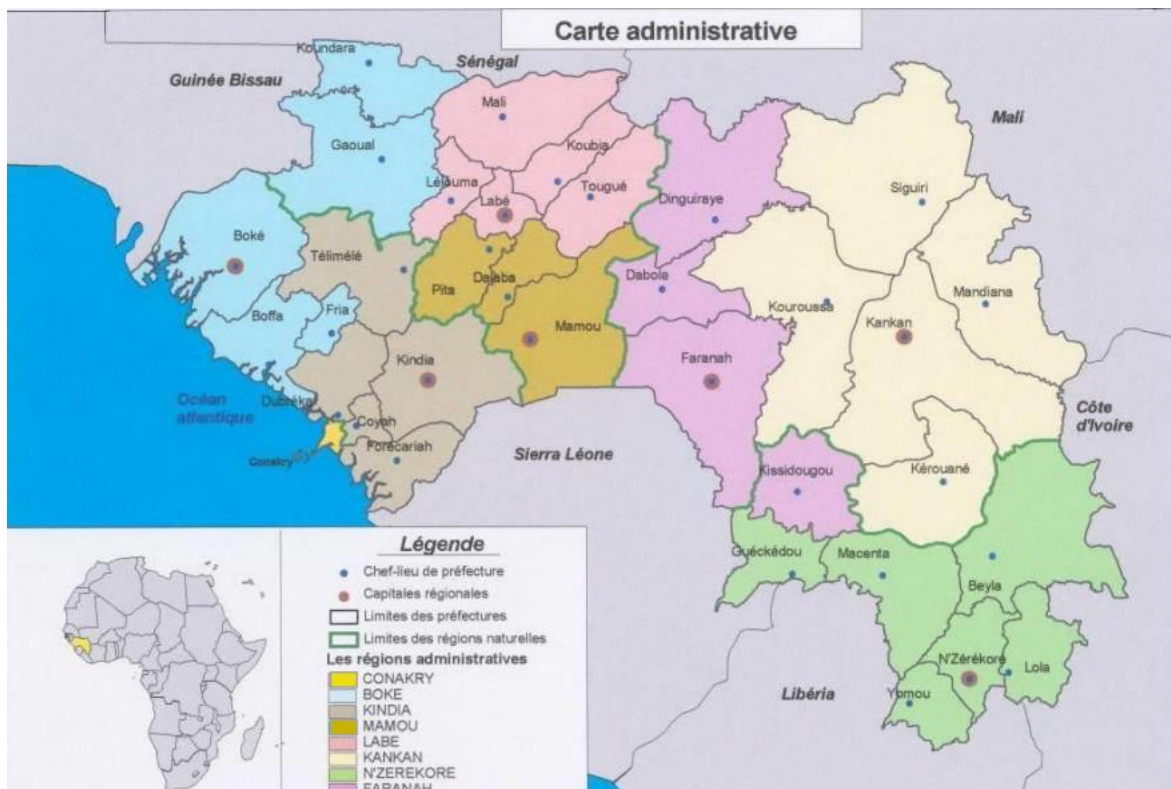 Carte administrative
Koundara
Sénégal
Guinée Bissau
Mali
Mali
Gaoual
Koubia
Lélouma
Tougué
Labé
Siguiri
Dinguiraye
Boké
Télimélé
Dalaba
Pita
Dabola
Mandiana
Kouroussa
Boffa
Fria
Mamou
Kankan
Kindia
Faranah
Océan
atlantique
Dubréka
Coyah
Côte
d'Ivoire
Forécariah
Sierra Léone
Conakry
Kissidougou
Kérouané
Guéckédou
Macenta
Beyla
N'Zérékoré
Lola
Yomou
Libéria
Légende
Chef-lieu de préfecture
Capitales régionales
Limites des préfectures
Limites des régions naturelles
Les régions administratives
CONAKRY
BOKE
KINDIA
MAMOU
LABE
KANKAN
N'ZEREKORE
FARANAH